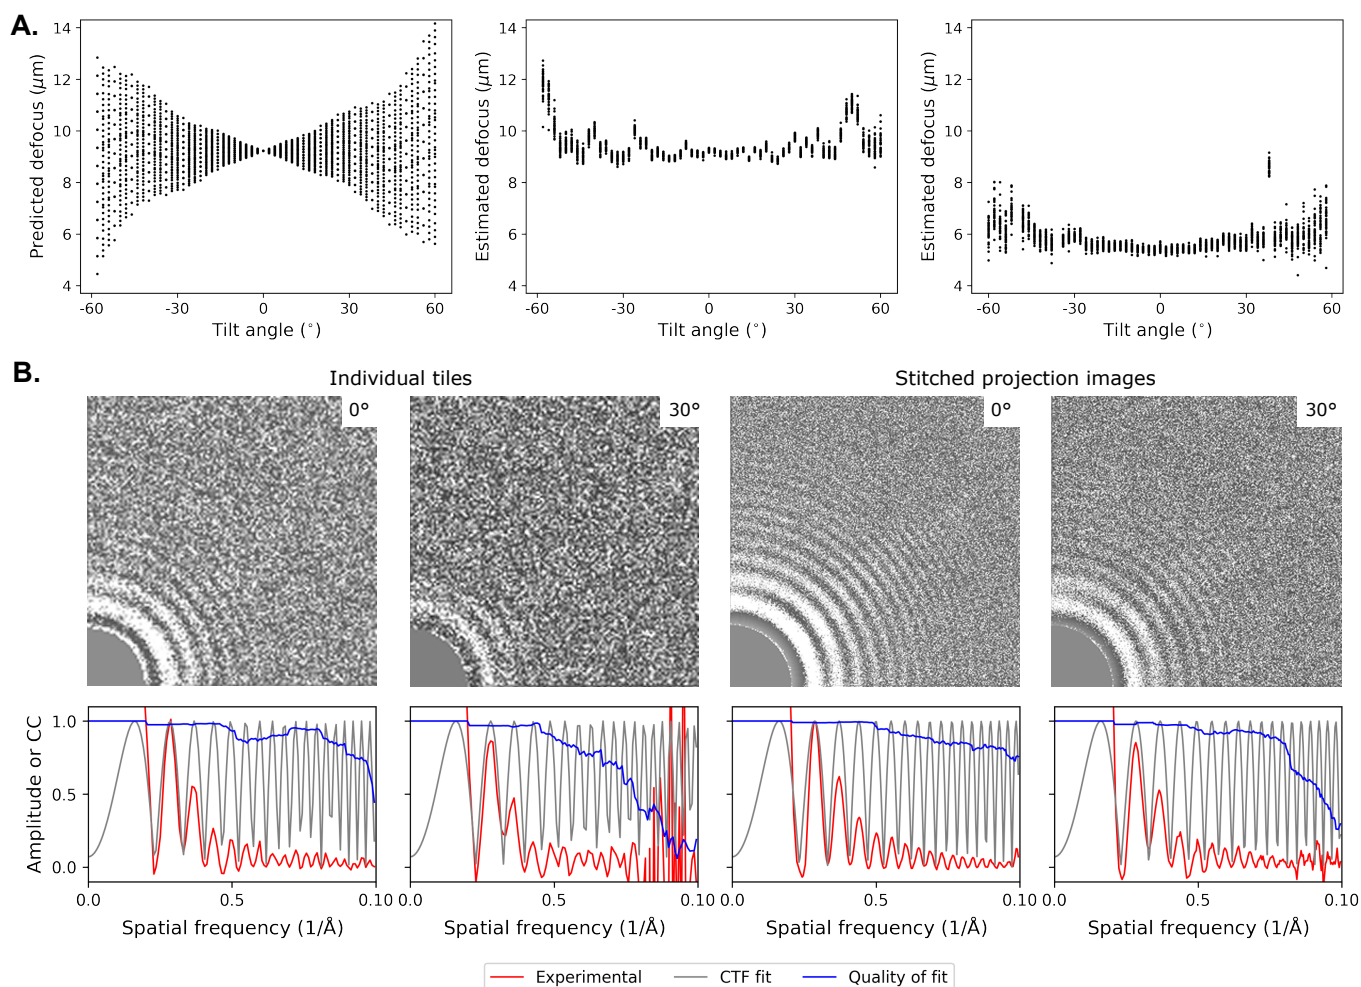 A.
14
12
10
8
6
4
Predicted defocus (μm)
-60
-30
0
30
60
Tilt angle (°)
14
12
10
8
6
4
Estimated defocus (μm)
-60
-30
0
30
60
Tilt angle (°)
14
12
10
8
6
4
Estimated defocus (μm)
-60
-30
0
30
60
Tilt angle (°)
B.
Individual tiles
Stitched projection images
0°
30°
0°
30°
1.0
0.5
0.0
Amplitude or CC
0.0
0.5
0.10
0.0
0.5
0.10
0.0
0.5
0.10
0.0
0.5
0.10
Spatial frequency (1/Å)
Spatial frequency (1/Å)
Spatial frequency (1/Å)
Spatial frequency (1/Å)
Experimental
CTF fit
Quality of fit